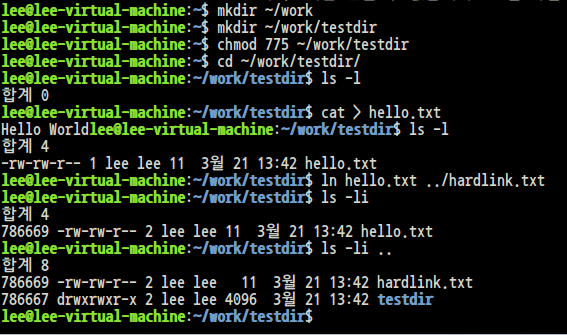 lee@lee-virtual-machine:~$ mkdir ~/work
lee@lee-virtual-machine:~$ mkdir ~/work/testdir
lee@lee-virtual-machine:~$ chmod 775 ~/work/testdir
lee@lee-virtual-machine:~$ cd ~/work/testdir/
lee@lee-virtual-machine:~/work/testdir$ ls -l
합계 0
lee@lee-virtual-machine:~/work/testdir$ cat > hello.txt
Hello Worldlee@lee-virtual-machine:~/work/testdir$ ls -l
합계 4
-rw-rw-r-- 1 lee lee 11  3월 21 13:42 hello.txt
lee@lee-virtual-machine:~/work/testdir$ ln hello.txt ../hardlink.txt
lee@lee-virtual-machine:~/work/testdir$ ls -li
합계 4
786669 -rw-rw-r-- 2 lee lee 11  3월 21 13:42 hello.txt
lee@lee-virtual-machine:~/work/testdir$ ls -li ..
합계 8
786669 -rw-rw-r-- 2 lee lee   11  3월 21 13:42 hardlink.txt
786667 drwxrwxr-x 2 lee lee 4096  3월 21 13:42 testdir
lee@lee-virtual-machine:~/work/testdir$